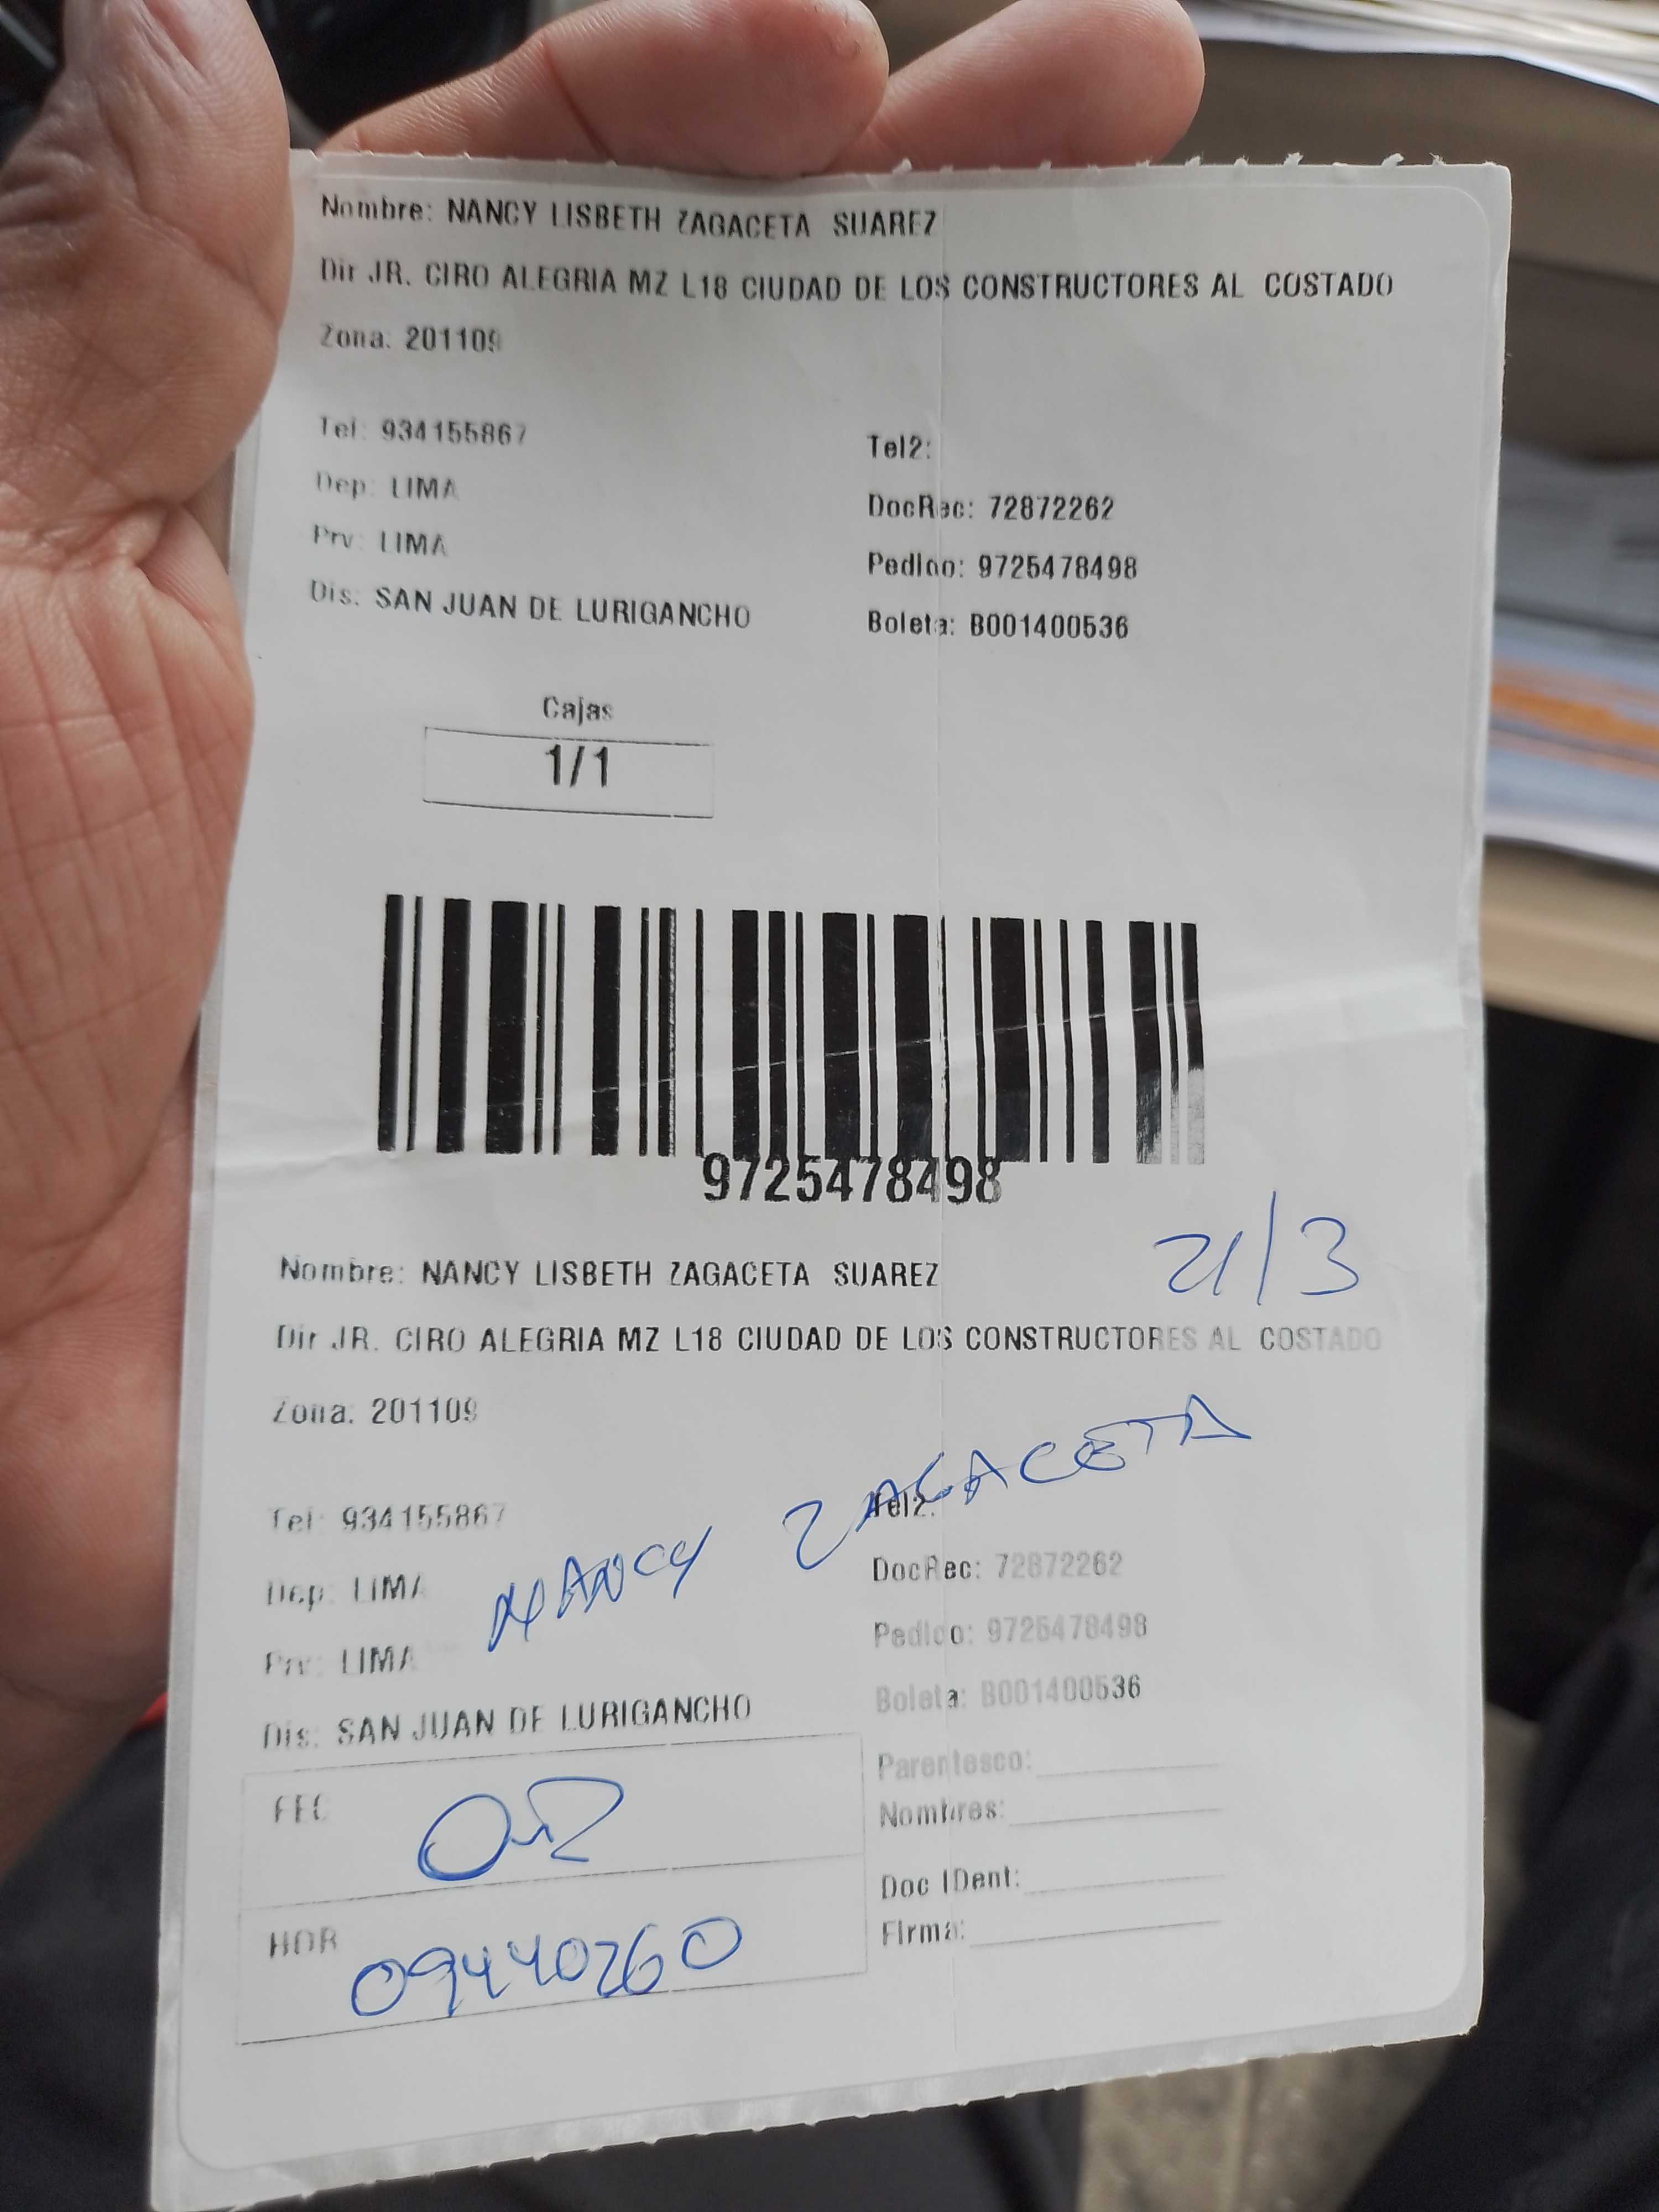 Nombre: NANCY LISBETH ZAGACETA SUAREZ
Dir JR. CIRO ALEGRIA MZ L18 CIUDAD DE LOS CONSTRUCTORES AL COSTADO
Zona: 201109
Tel: 934155867
Tel2:
Dep: LIMA
DocRec: 72872262
Prv: LIMA
Pedido: 9725478498
Dis: SAN JUAN DE LURIGANCHO
Boleta: B001400536
Cajas
1/1
9725478498
21/3
Nombre: NANCY LISBETH ZAGACETA SUAREZ
Dir JR. CIRO ALEGRIA MZ L18 CIUDAD DE LOS CONSTRUCTORES AL COSTADO
Zona: 201109
NANCY ZAGACETA
Tel: 934155867
Tel2:
Dep: LIMA
DocRec: 72872262
Prv: LIMA
Pedido: 9725478498
Dis: SAN JUAN DE LURIGANCHO
Boleta: B001400536
Parentesco:
FEC
Nombres:
Doc IDent:
HOR 09440260
Firma: